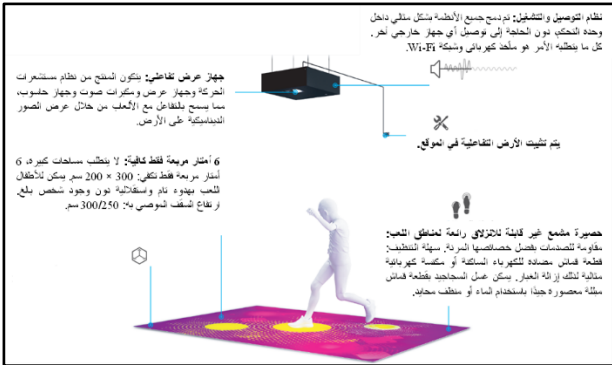 نظام التوصيل والتشغيل: تم دمج جميع الأنظمة بشكل مثالي داخل
وحدة التحكم دون الحاجة إلى توصيل أي جهاز خارجي آخر.
كل ما يتطلبه الأمر هو مأخذ كهربائي وشبكة Wi-Fi.
جهاز عرض تفاعلي: يتكون المنتج من نظام مستشعرات
الحركة وجهاز عرض ومكبرات صوت وجهاز حاسوب،
مما يسمح بالتفاعل مع الألعاب من خلال عرض الصور
الديناميكية على الأرض.
يتم تثبيت الأرض التفاعلية في الموقع.
6 أمتار مربعة فقط كافية: لا يتطلب مساحات كبيرة، 6
أمتار مربعة فقط تكفي: 300 × 200 سم. يمكن للأطفال
اللعب بهدوء تام واستقلالية دون وجود شخص بالغ.
ارتفاع السقف الموصي به: 300/250 سم.
حصيرة مشمع غير قابلة للانزلاق رائعة لمناطق اللعب:
مقاومة للصدمات بفضل خصائصها المرنة. سهلة التنظيف:
قطعة قماش مضادة للكهرباء الساكنة أو مكنسة كهربائية
مثالية لذلك إزالة الغبار. يمكن غسل السجاجيد بقطعة قماش
مبللة معصورة جيدًا باستخدام الماء أو منظف محايد.